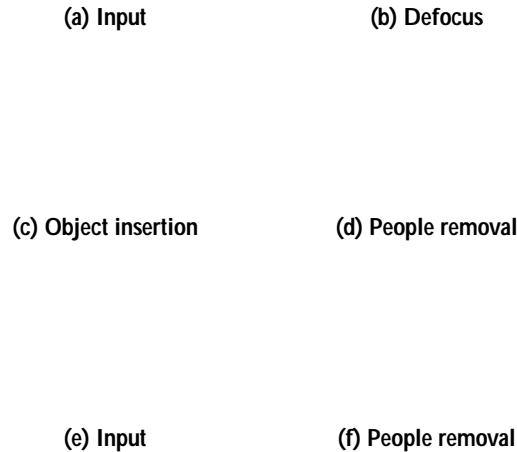 (a) Input
(b) Defocus
(c) Object insertion
(d) People removal
(e) Input
(f) People removal